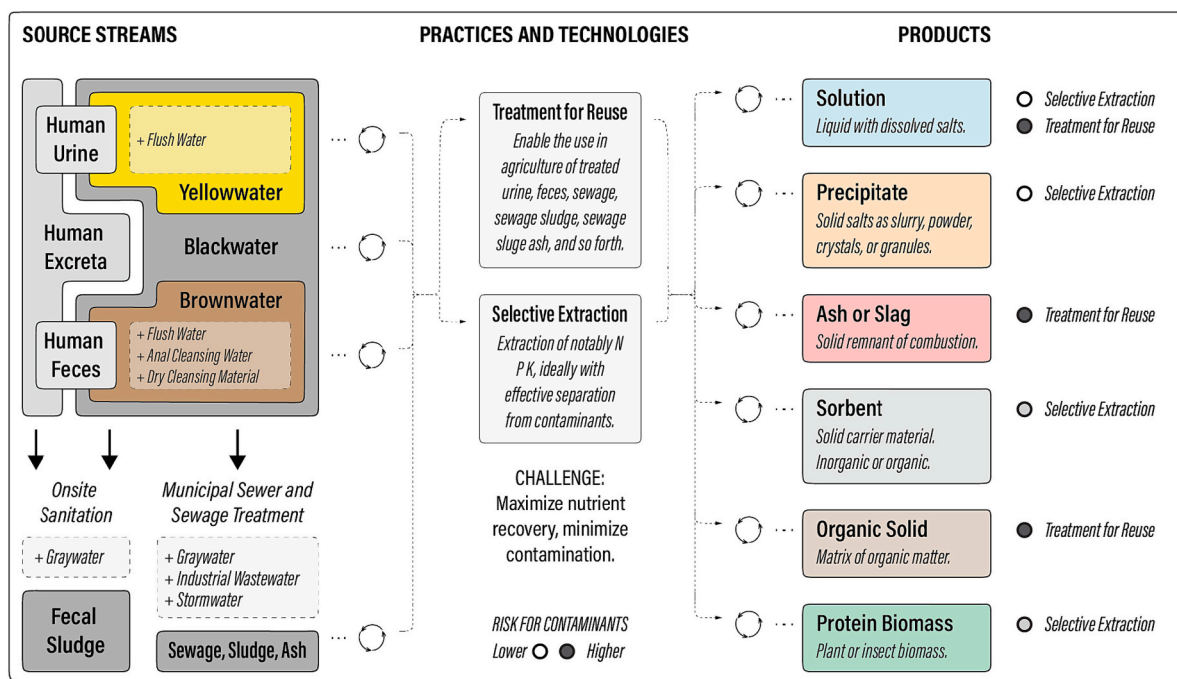 SOURCE STREAMS
Human
Urine
+ Flush Water
Yellowwater
Human
Excreta
Blackwater
Brownwater
Human
Feces
+ Flush Water
+ Anal Cleansing Water
+ Dry Cleansing Material
Onsite
Sanitation
+ Graywater
Fecal
Sludge
Municipal Sewer and
Sewage Treatment
+ Graywater
+ Industrial Wastewater
+ Stormwater
Sewage, Sludge, Ash
PRACTICES AND TECHNOLOGIES
Treatment for Reuse
Enable the use in
agriculture of treated
urine, feces, sewage,
sewage sludge, sewage
sluge ash, and so forth.
Selective Extraction
Extraction of notably N
P K, ideally with
effective separation
from contaminants.
CHALLENGE:
Maximize nutrient
recovery, minimize
contamination.
RISK FOR CONTAMINANTS
Lower
Higher
PRODUCTS
Solution
Liquid with dissolved salts.
Selective Extraction
Treatment for Reuse
Precipitate
Solid salts as slurry, powder,
crystals, or granules.
Selective Extraction
Ash or Slag
Solid remnant of combustion.
Treatment for Reuse
Sorbent
Solid carrier material.
Inorganic or organic.
Selective Extraction
Organic Solid
Matrix of organic matter.
Treatment for Reuse
Protein Biomass
Plant or insect biomass.
Selective Extraction